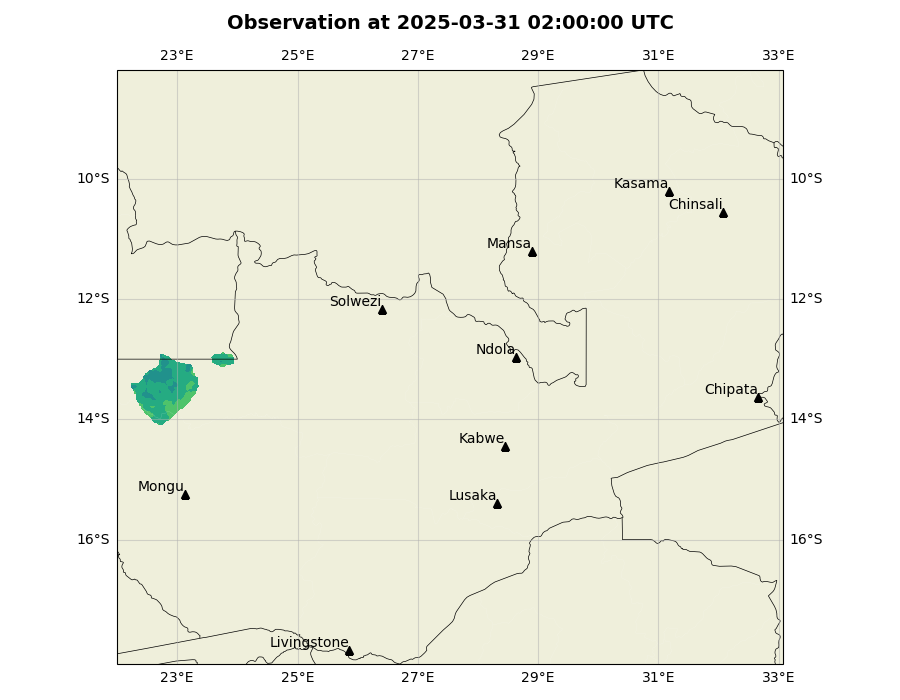 Observation at 2025-03-31 02:00:00 UTC
23°E 25°E 27°E 29°E 31°E 33°E
10°S 10°S
Kasama
Chinsali
Mansa
12°S 12°S
Solwezi
Ndola
Chipata
14°S 14°S
Kabwe
Mongu
Lusaka
16°S 16°S
Livingstone
23°E 25°E 27°E 29°E 31°E 33°E